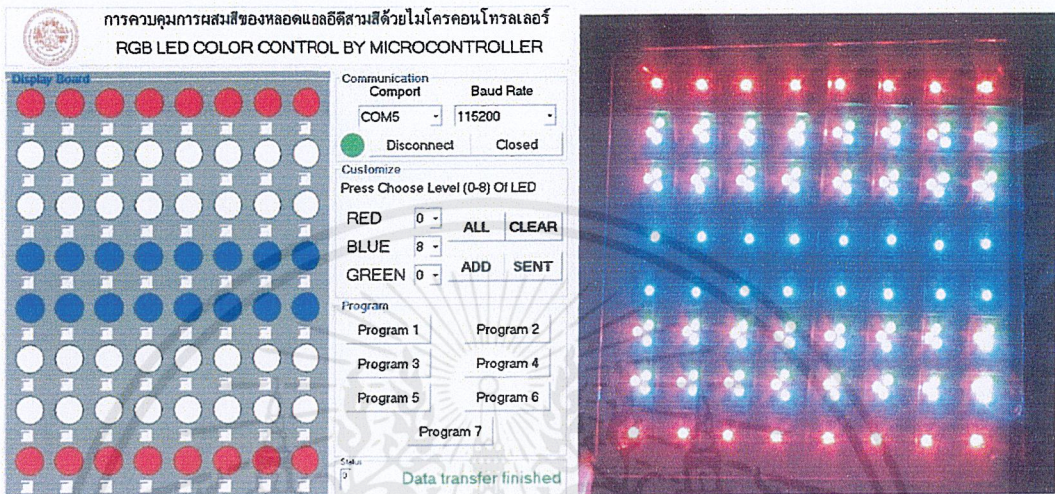 การควบคุมการผสมสีของหลอดแอลอีดีสามสีด้วยไมโครคอนโทรลเลอร์
RGB LED COLOR CONTROL BY MICROCONTROLLER
Display Board
Communication
Comport Baud Rate
COM5 115200
Disconnect Closed
Customize
Press Choose Level (0-8) Of LED
RED 0
BLUE 8
GREEN 0
ALL CLEAR
ADD SENT
Program
Program 1 Program 2
Program 3 Program 4
Program 5 Program 6
Program 7
Status
0
Data transfer finished